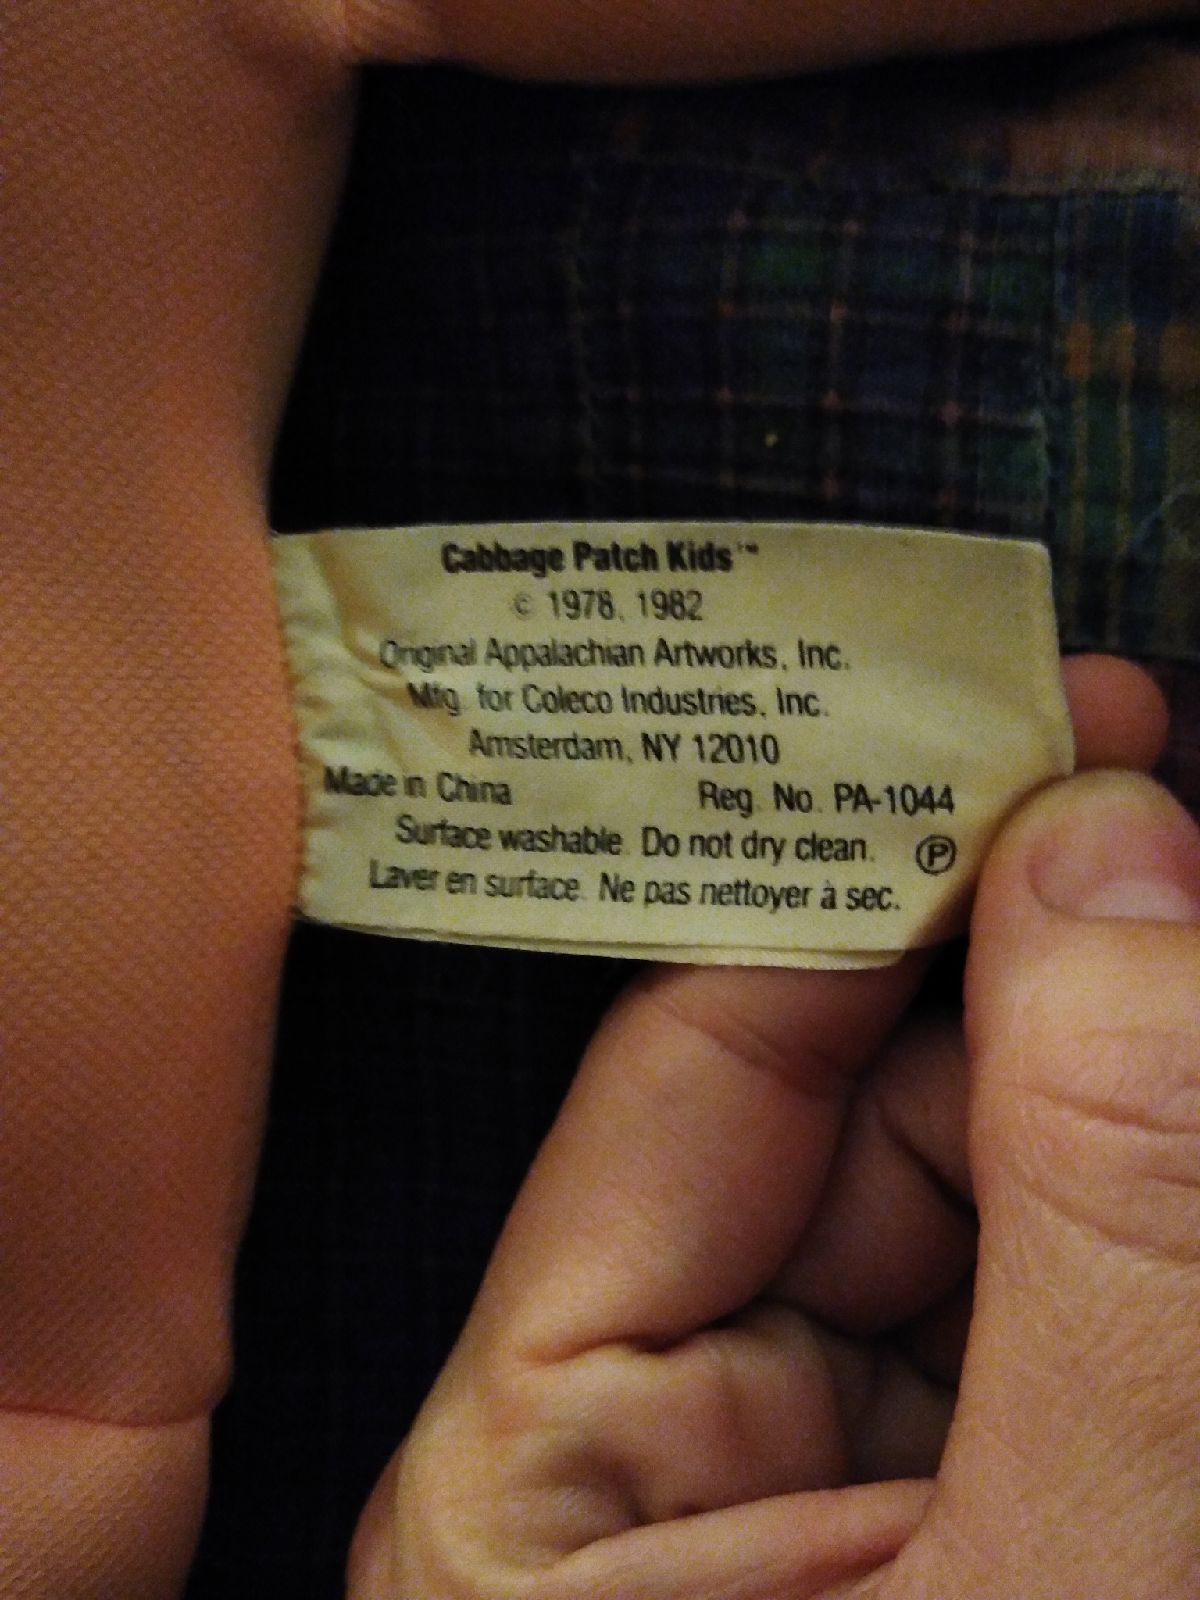 Cabbage Patch Kids™
© 1978, 1982
Original Appalachian Artworks, Inc.
Mfg. for Coleco Industries, Inc.
Amsterdam, NY 12010
Made in China Reg. No. PA-1044
Surface washable. Do not dry clean. Ⓟ
Laver en surface. Ne pas nettoyer à sec.